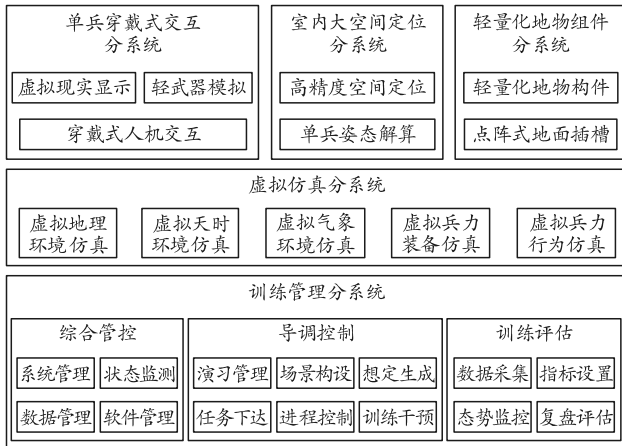 单兵穿戴式交互
分系统
虚拟现实显示
轻武器模拟
穿戴式人机交互
室内大空间定位
分系统
高精度空间定位
单兵姿态解算
轻量化地物组件
分系统
轻量化地物构件
点阵式地面插槽
虚拟仿真分系统
虚拟地理
环境仿真
虚拟天时
环境仿真
虚拟气象
环境仿真
虚拟兵力
装备仿真
虚拟兵力
行为仿真
训练管理分系统
综合管控
系统管理
状态监测
数据管理
软件管理
导调控制
演习管理
场景构设
想定生成
任务下达
进程控制
训练干预
训练评估
数据采集
指标设置
态势监控
复盘评估